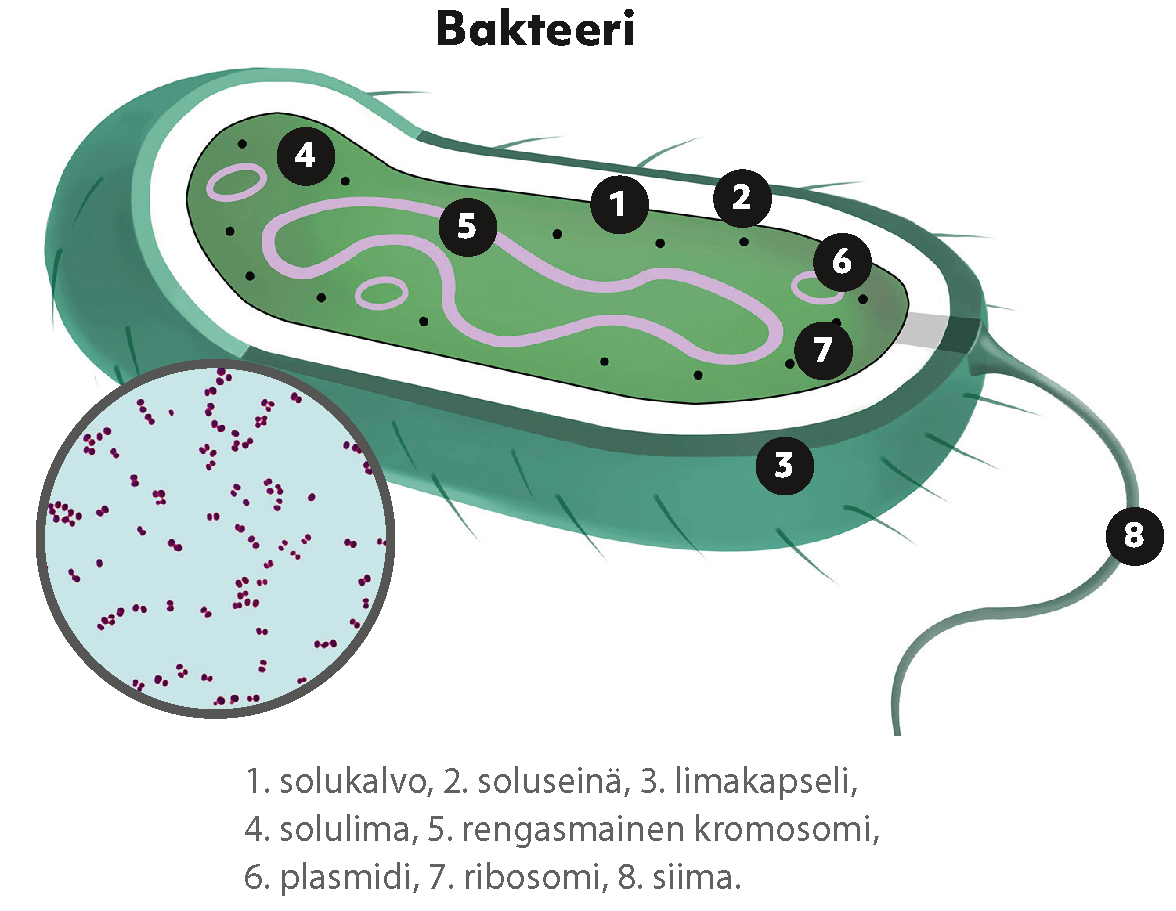 Bakteeri
4
1
2
5
6
7
3
8
1. solukalvo, 2. soluseinä, 3. limakapseli,
4. solulima, 5. rengasmainen kromosomi,
6. plasmidi, 7. ribosomi, 8. siima.